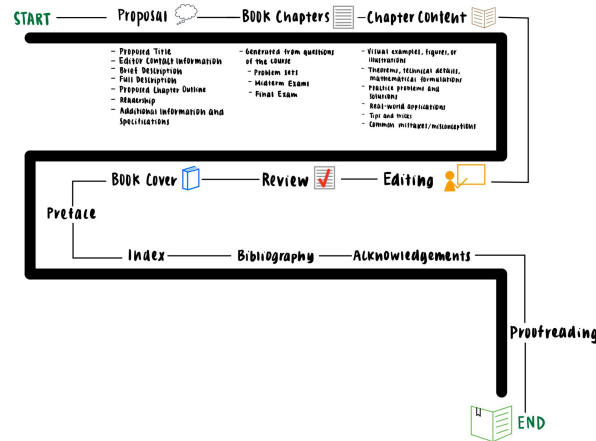 START
Proposal
BOOK Chapters
Chapter Content
- Proposed Title
- Editor Contact Information
- Brief Description
- Full Description
- Proposed Chapter Outline
- Readership
- Additional Information and
Specifications
- Generated from questions
of the course
- Problem sets
- Midterm Exams
- Final Exam
- Visual examples, figures, or
illustrations
- Theorems, technical details,
mathematical formulations
- Practice problems and
solutions
- Real-world applications
- Tips and tricks
- Common mistakes/misconceptions
BOOK Cover
Review
Editing
Preface
Index
Bibliography
Acknowledgements
Proofreading
END